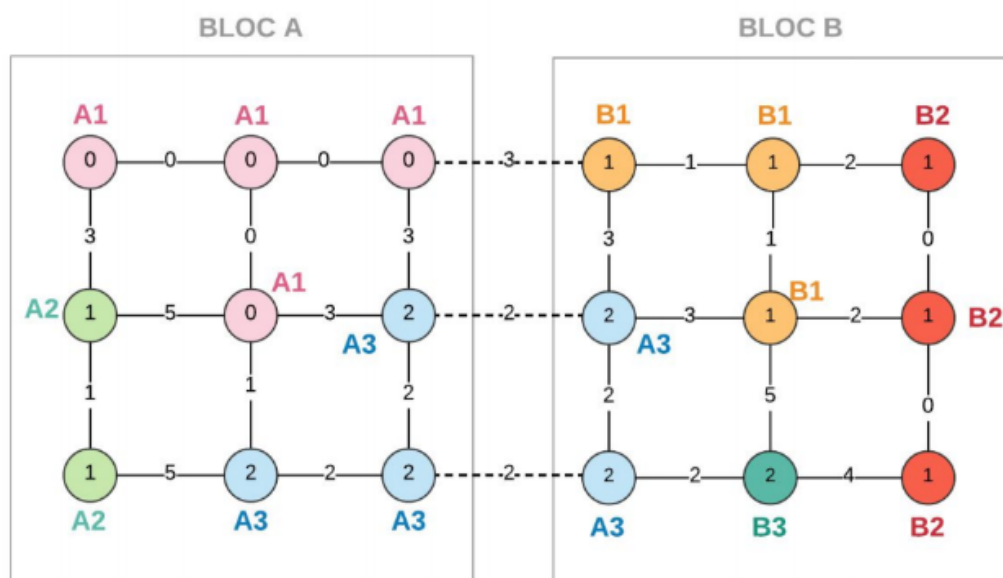 BLOC A BLOC B
A1 A1 A1 B1 B1 B2
0 0 0 0 0 3 1 1 1 2 1
3 0 3 3 1 0
A1 B1
A2 1 5 0 3 2 2 2 3 1 2 1 B2
A3 A3
1 1 2 2 5 0
1 5 2 2 2 2 2 2 2 4 1
A2 A3 A3 A3 B3 B2